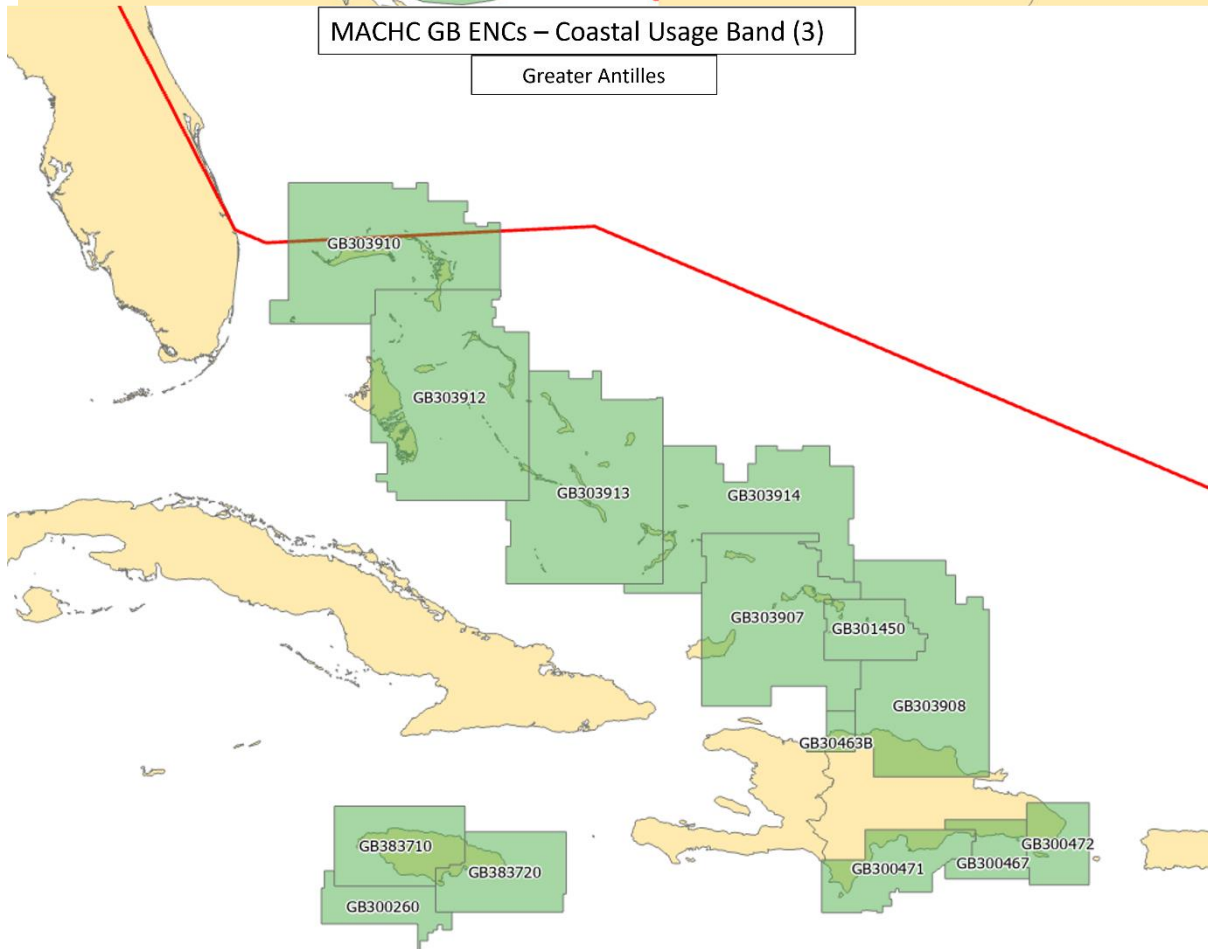 MACHC GB ENCs – Coastal Usage Band (3)
Greater Antilles
GB303910
GB303912
GB303913
GB303914
GB303907
GB301450
GB303908
GB30463B
GB383710
GB383720
GB300260
GB300471
GB300467
GB300472